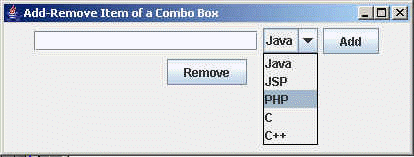 Add-Remove Item of a Combo Box
Java Add
Remove
Java
JSP
PHP
C
C++